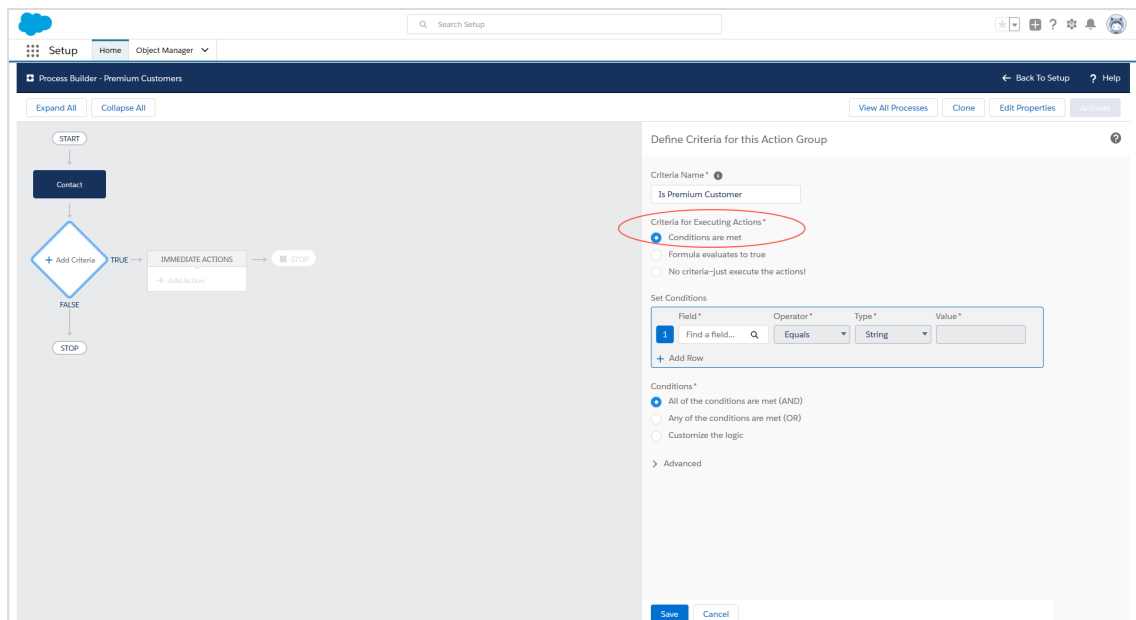 Search Setup
Setup Home Object Manager
Process Builder - Premium Customers
← Back To Setup ? Help
Expand All Collapse All View All Processes Clone Edit Properties Activate
START
Contact
+ Add Criteria
TRUE
IMMEDIATE ACTIONS
+ Add Action
STOP
FALSE
STOP
Define Criteria for this Action Group
Criteria Name*
Is Premium Customer
Criteria for Executing Actions*
Conditions are met
Formula evaluates to true
No criteria—just execute the actions!
Set Conditions
Field* Operator* Type* Value*
1 Find a field... Equals String
+ Add Row
Conditions*
All of the conditions are met (AND)
Any of the conditions are met (OR)
Customize the logic
Advanced
Save Cancel